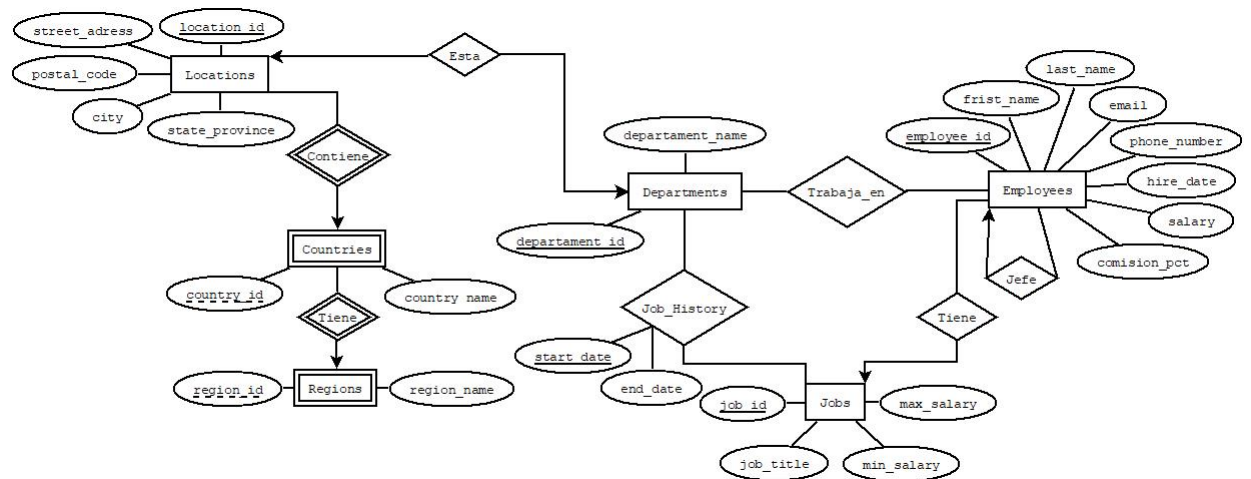 location_id
street_adress
Esta
Locations
postal_code
city
state_province
last_name
frist_name
email
departament_name
employee_id
phone_number
Contiene
hire_date
Departments
Trabaja_en
Employees
salary
departament_id
Countries
comision_pct
Jefe
country_id
country name
Job_History
Tiene
Tiene
start_date
end_date
region_id
Regions
region_name
job_id
Jobs
max_salary
job_title
min_salary